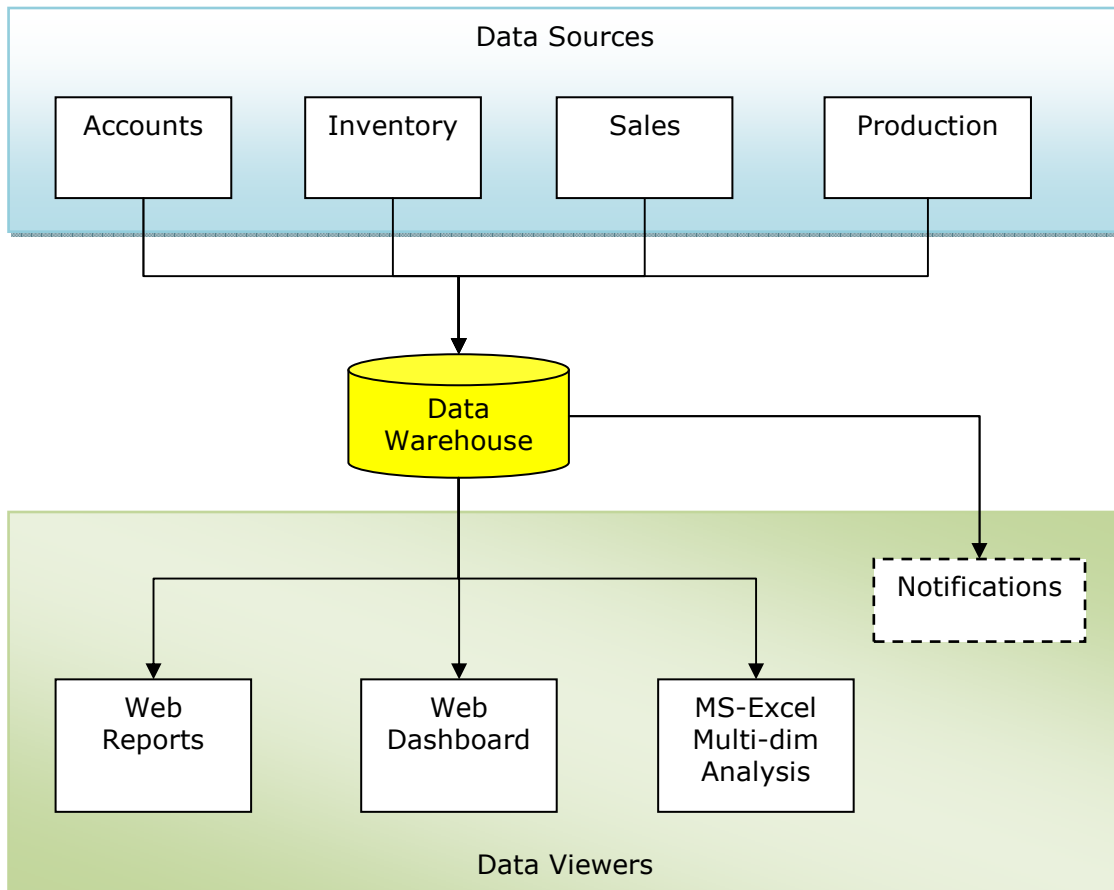 Data Sources
Accounts
Inventory
Sales
Production
Data
Warehouse
Notifications
Web
Reports
Web
Dashboard
MS-Excel
Multi-dim
Analysis
Data Viewers